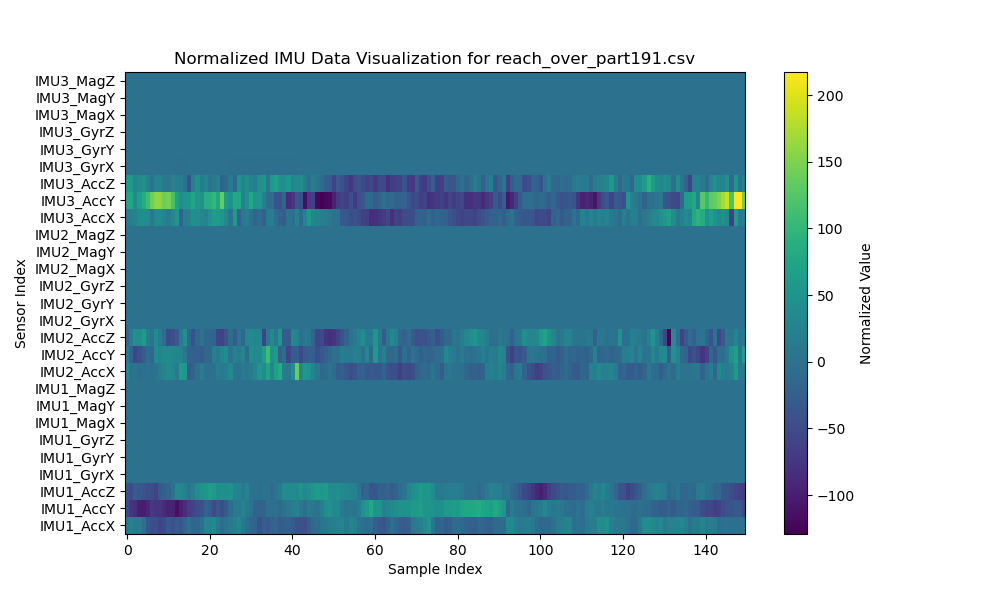 Normalized IMU Data Visualization for reach_over_part191.csv
IMU3_MagZ
IMU3_MagY
IMU3_MagX
IMU3_GyrZ
IMU3_GyrY
IMU3_GyrX
IMU3_AccZ
IMU3_AccY
IMU3_AccX
IMU2_MagZ
IMU2_MagY
IMU2_MagX
IMU2_GyrZ
IMU2_GyrY
IMU2_GyrX
IMU2_AccZ
IMU2_AccY
IMU2_AccX
IMU1_MagZ
IMU1_MagY
IMU1_MagX
IMU1_GyrZ
IMU1_GyrY
IMU1_GyrX
IMU1_AccZ
IMU1_AccY
IMU1_AccX
Sensor Index
0 20 40 60 80 100 120 140
Sample Index
200
150
100
50
0
−50
−100
Normalized Value